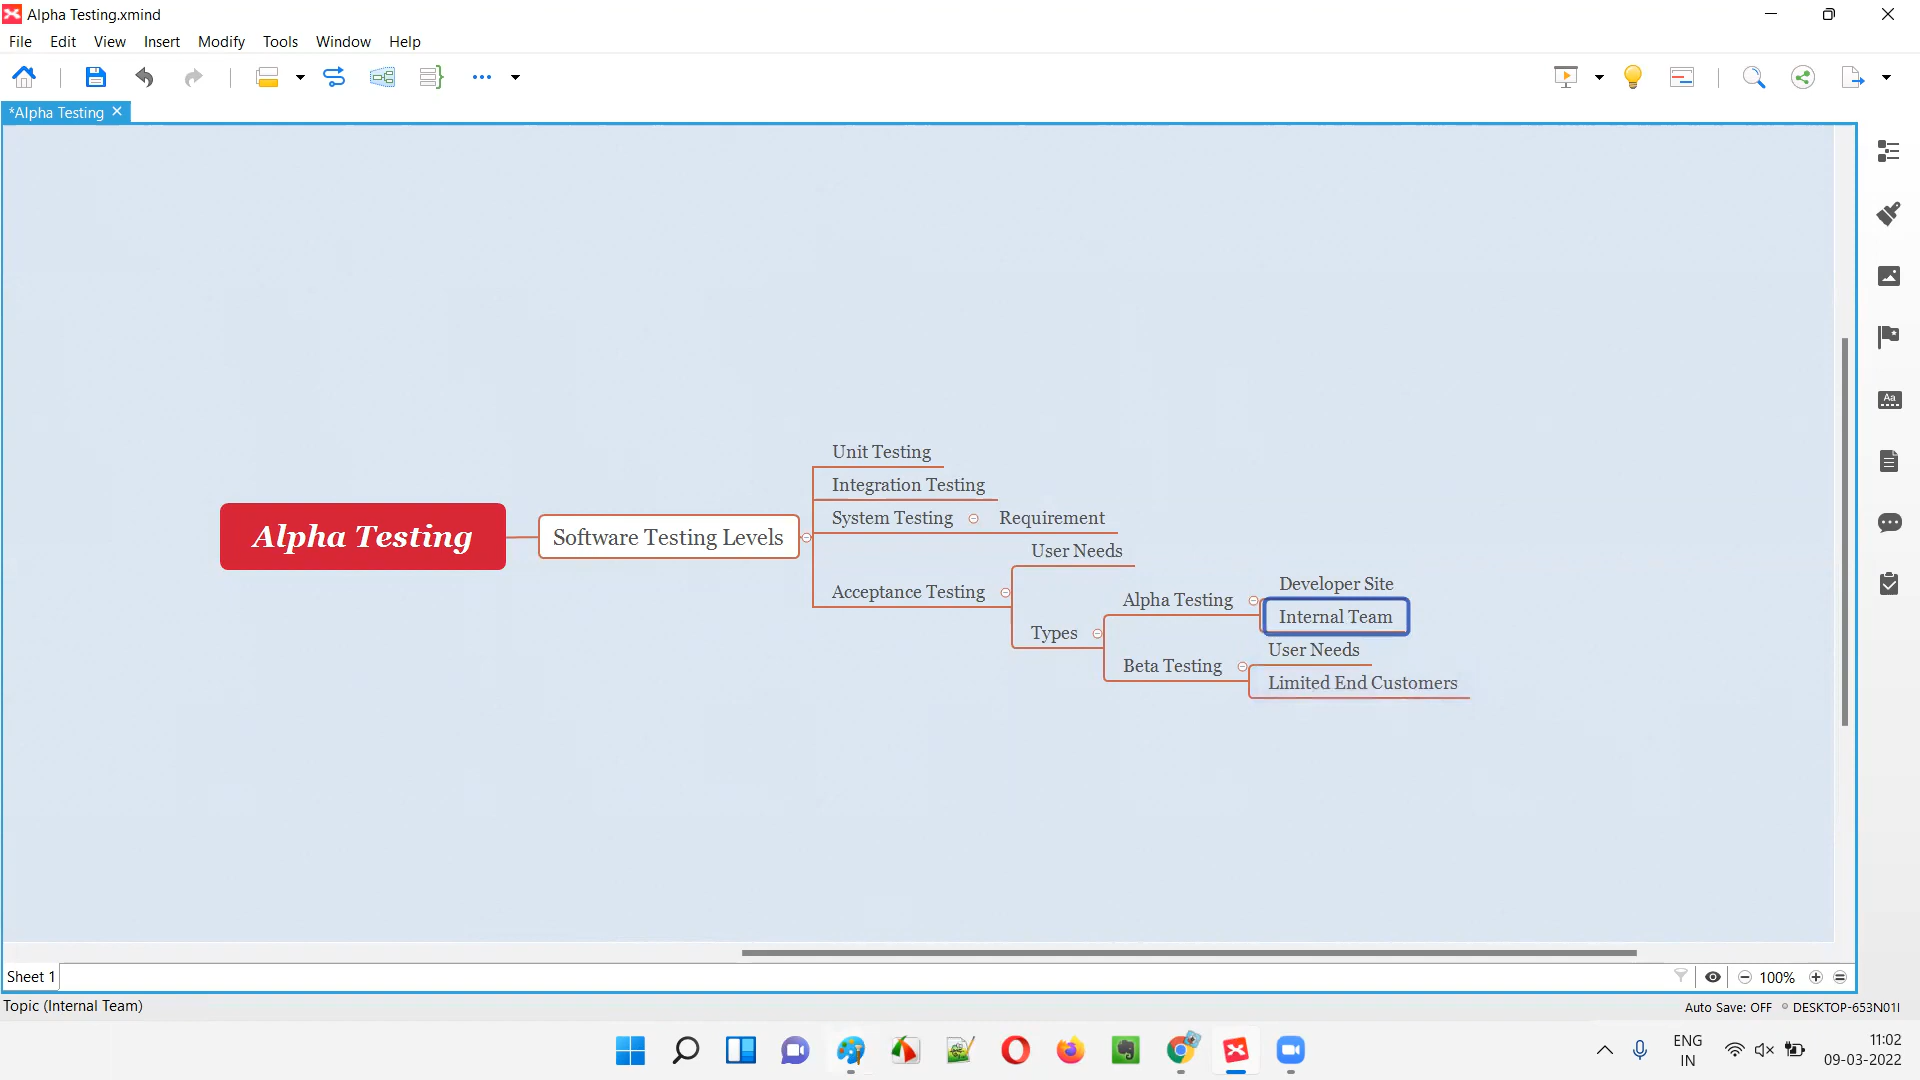 Alpha Testing.xmind
File Edit View Insert Modify Tools Window Help
*Alpha Testing
Unit Testing
Integration Testing
Alpha Testing
Software Testing Levels
System Testing
Requirement
User Needs
Acceptance Testing
Types
Alpha Testing
Developer Site
Internal Team
Beta Testing
User Needs
Limited End Customers
Aa
Sheet 1
100%
Topic (Internal Team)
Auto Save: OFF
DESKTOP-653N01I
ENG
IN
11:02
09-03-2022